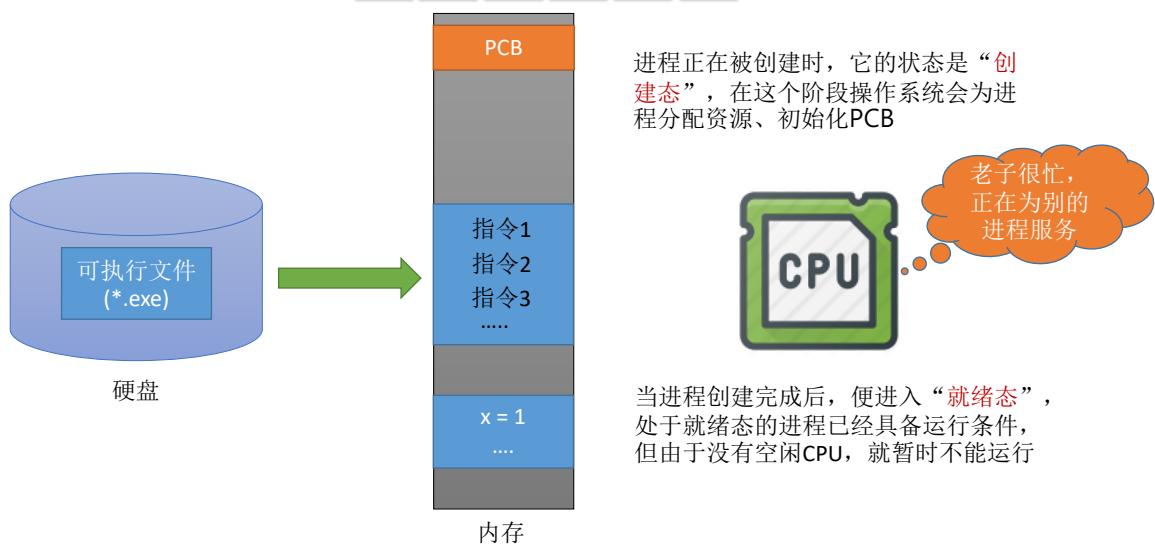 PCB
进程正在被创建时，它的状态是“创
建态”，在这个阶段操作系统会为进
程分配资源、初始化PCB
老子很忙，
正在为别的
进程服务
指令1
指令2
指令3
…..
可执行文件
(*.exe)
CPU
硬盘
当进程创建完成后，便进入“就绪态”，
处于就绪态的进程已经具备运行条件，
但由于没有空闲CPU，就暂时不能运行
x = 1
….
内存